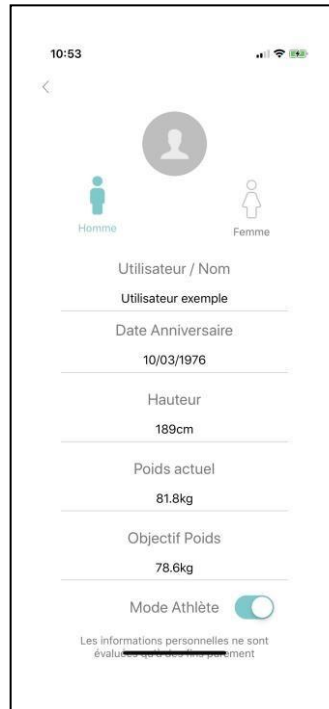 10:53
Homme
Femme
Utilisateur / Nom
Utilisateur exemple
Date Anniversaire
10/03/1976
Hauteur
189cm
Poids actuel
81.8kg
Objectif Poids
78.6kg
Mode Athlète
Les informations personnelles ne sont
évaluées qu'à des fins purement